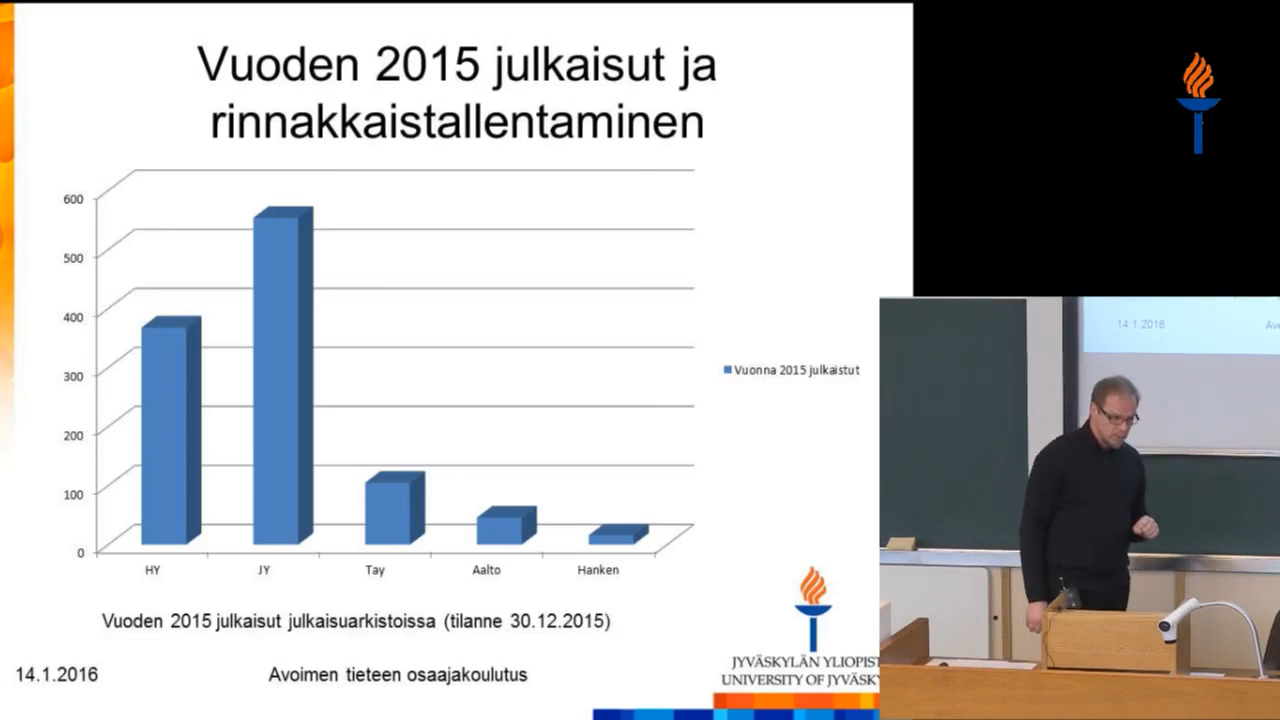 Vuoden 2015 julkaisut ja
rinnakkaistallentaminen
600
500
400
300
200
100
0
HY
JY
Tay
Aalto
Hanken
Vuonna 2015 julkaistut
Vuoden 2015 julkaisut julkaisuarkistoissa (tilanne 30.12.2015)
14.1.2016
Avoimen tieteen osaajakoulutus
JYVÄSKYLÄN YLIOPIST
UNIVERSITY OF JYVÄSKY
14.1.2016
Av